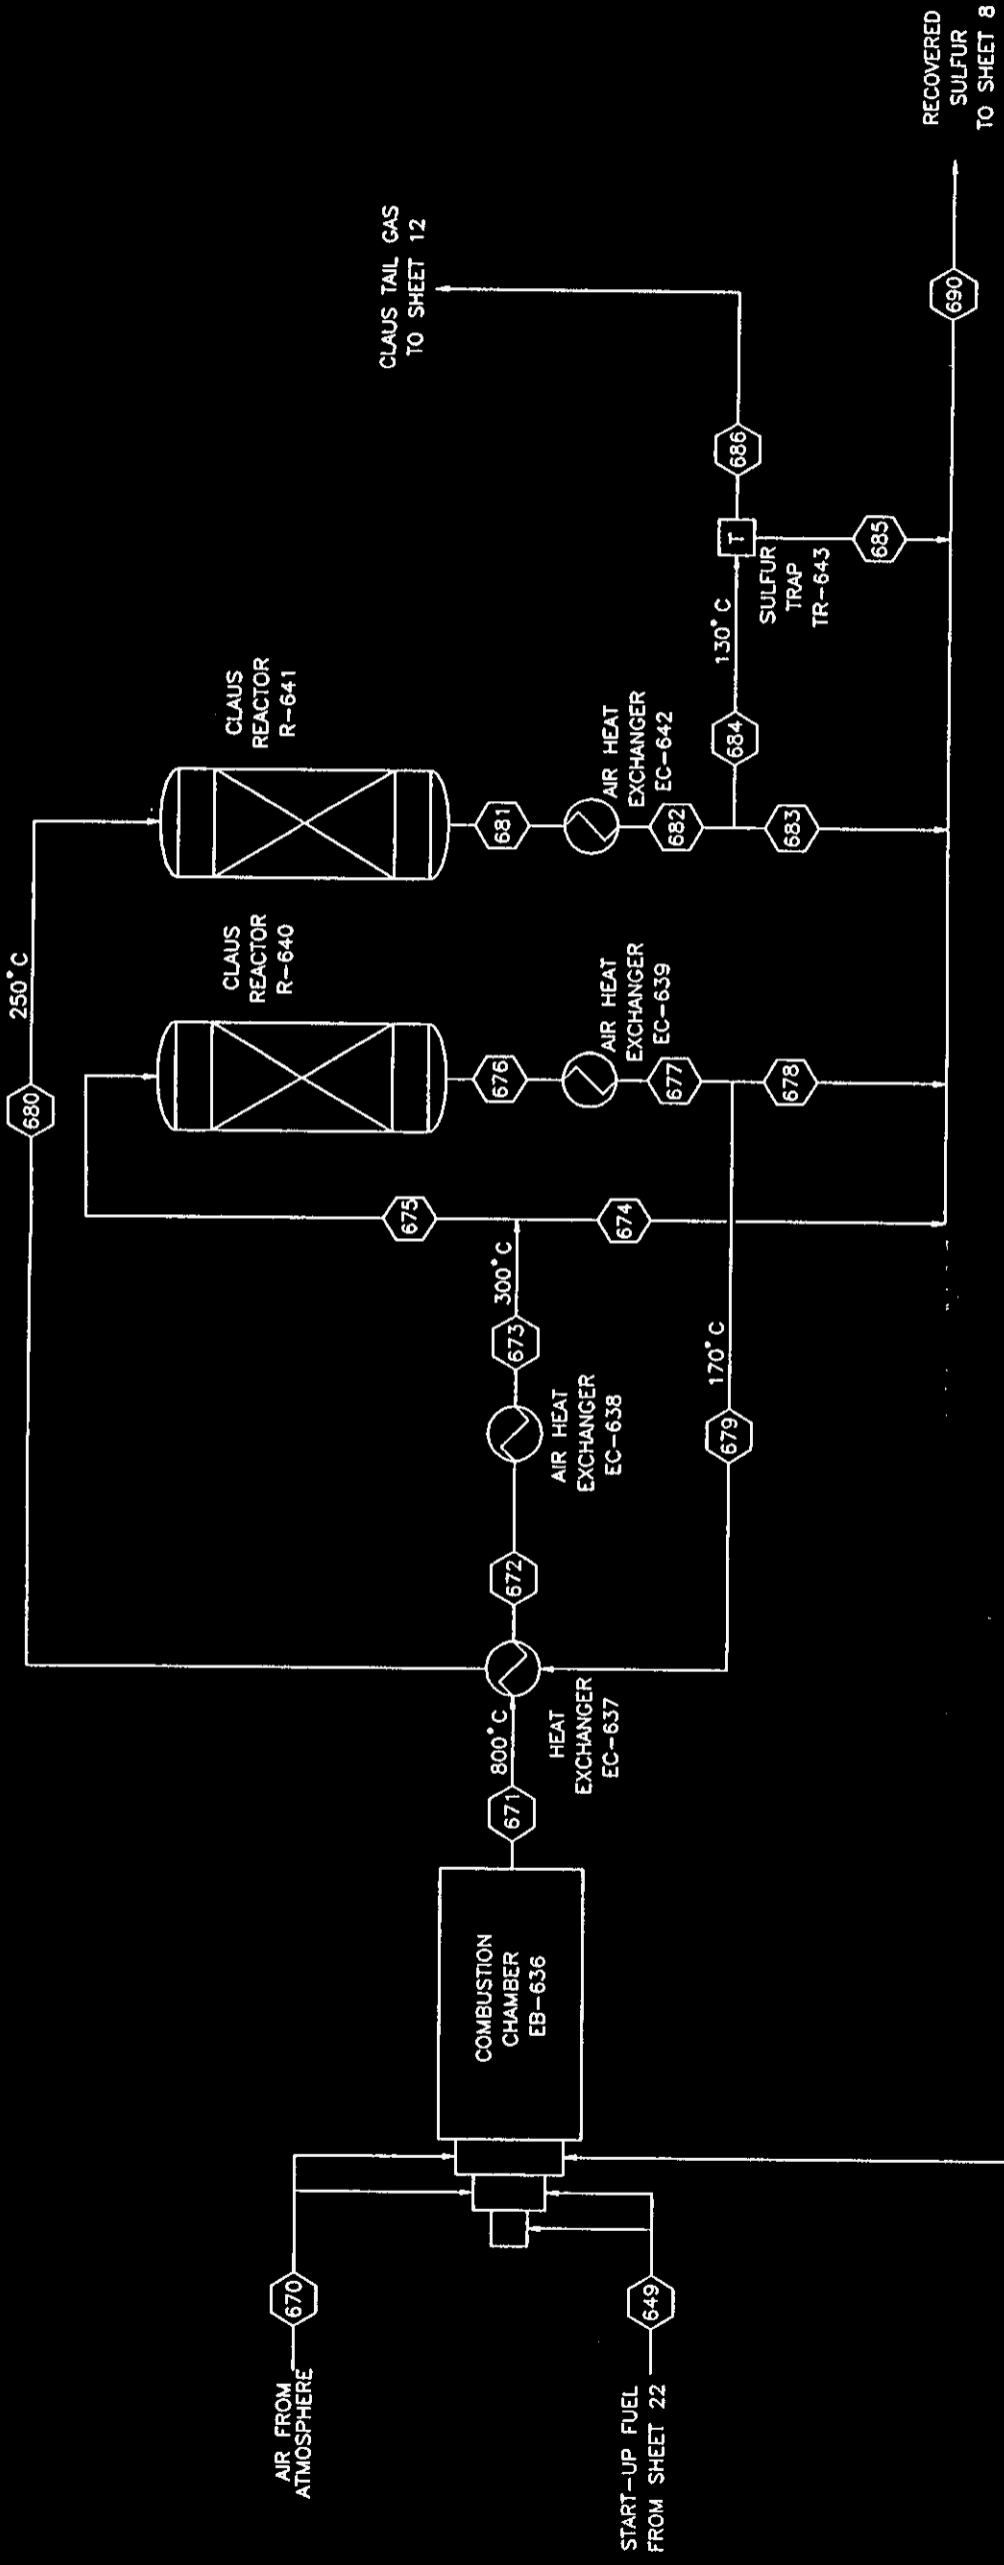 RECOVERED
SULFUR
TO SHEET 8
690
CLAUS TAIL GAS
TO SHEET 12
686
T
SULFUR
TRAP
TR-643
685
130°C
684
CLAUS
REACTOR
R-641
681
AIR HEAT
EXCHANGER
EC-642
682
683
250°C
680
CLAUS
REACTOR
R-640
676
AIR HEAT
EXCHANGER
EC-639
677
678
675
674
300°C
673
AIR HEAT
EXCHANGER
EC-638
170°C
679
672
HEAT
EXCHANGER
EC-637
800°C
671
COMBUSTION
CHAMBER
EB-636
670
AIR FROM
ATMOSPHERE
649
START-UP FUEL
FROM SHEET 22